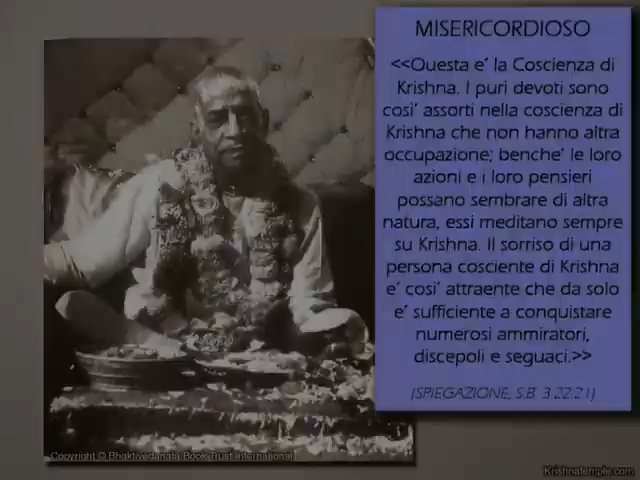 MISERICORDIOSO
<<Questa e' la Coscienza di
Krishna. I puri devoti sono
cosi' assorti nella coscienza di
Krishna che non hanno altra
occupazione; benche' le loro
azioni e i loro pensieri
possano sembrare di altra
natura, essi meditano sempre
su Krishna. Il sorriso di una
persona cosciente di Krishna
e' cosi' attraente che da solo
e' sufficiente a conquistare
numerosi ammiratori,
discepoli e seguaci.>>
(SPIEGAZIONE, S.B. 3.22.21)
Copyright © Bhaktivedanata Book Trust International
Krishnatemple.com